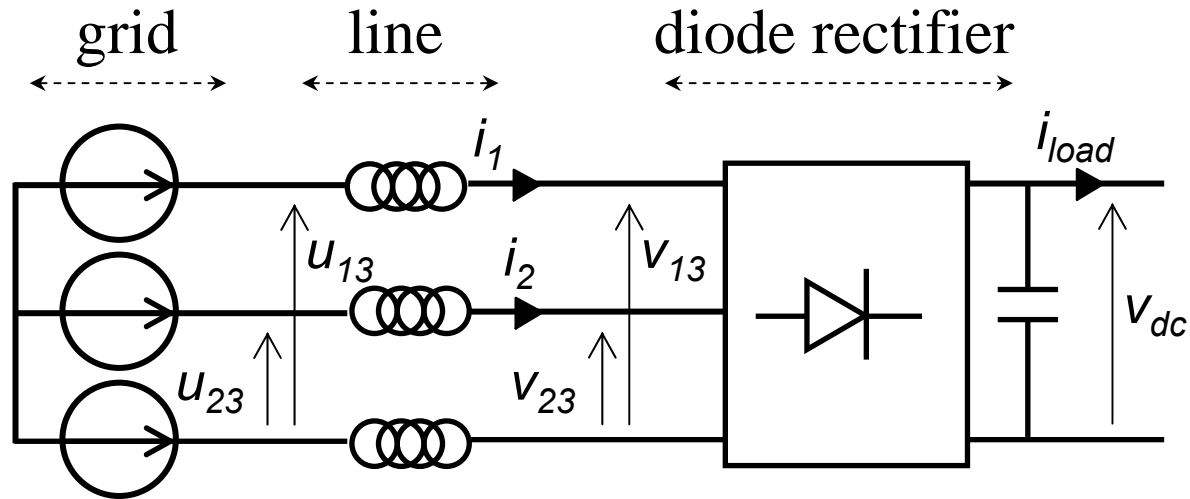 grid line diode rectifier
i1 iload
u13 i2 v13
u23 v23 vdc